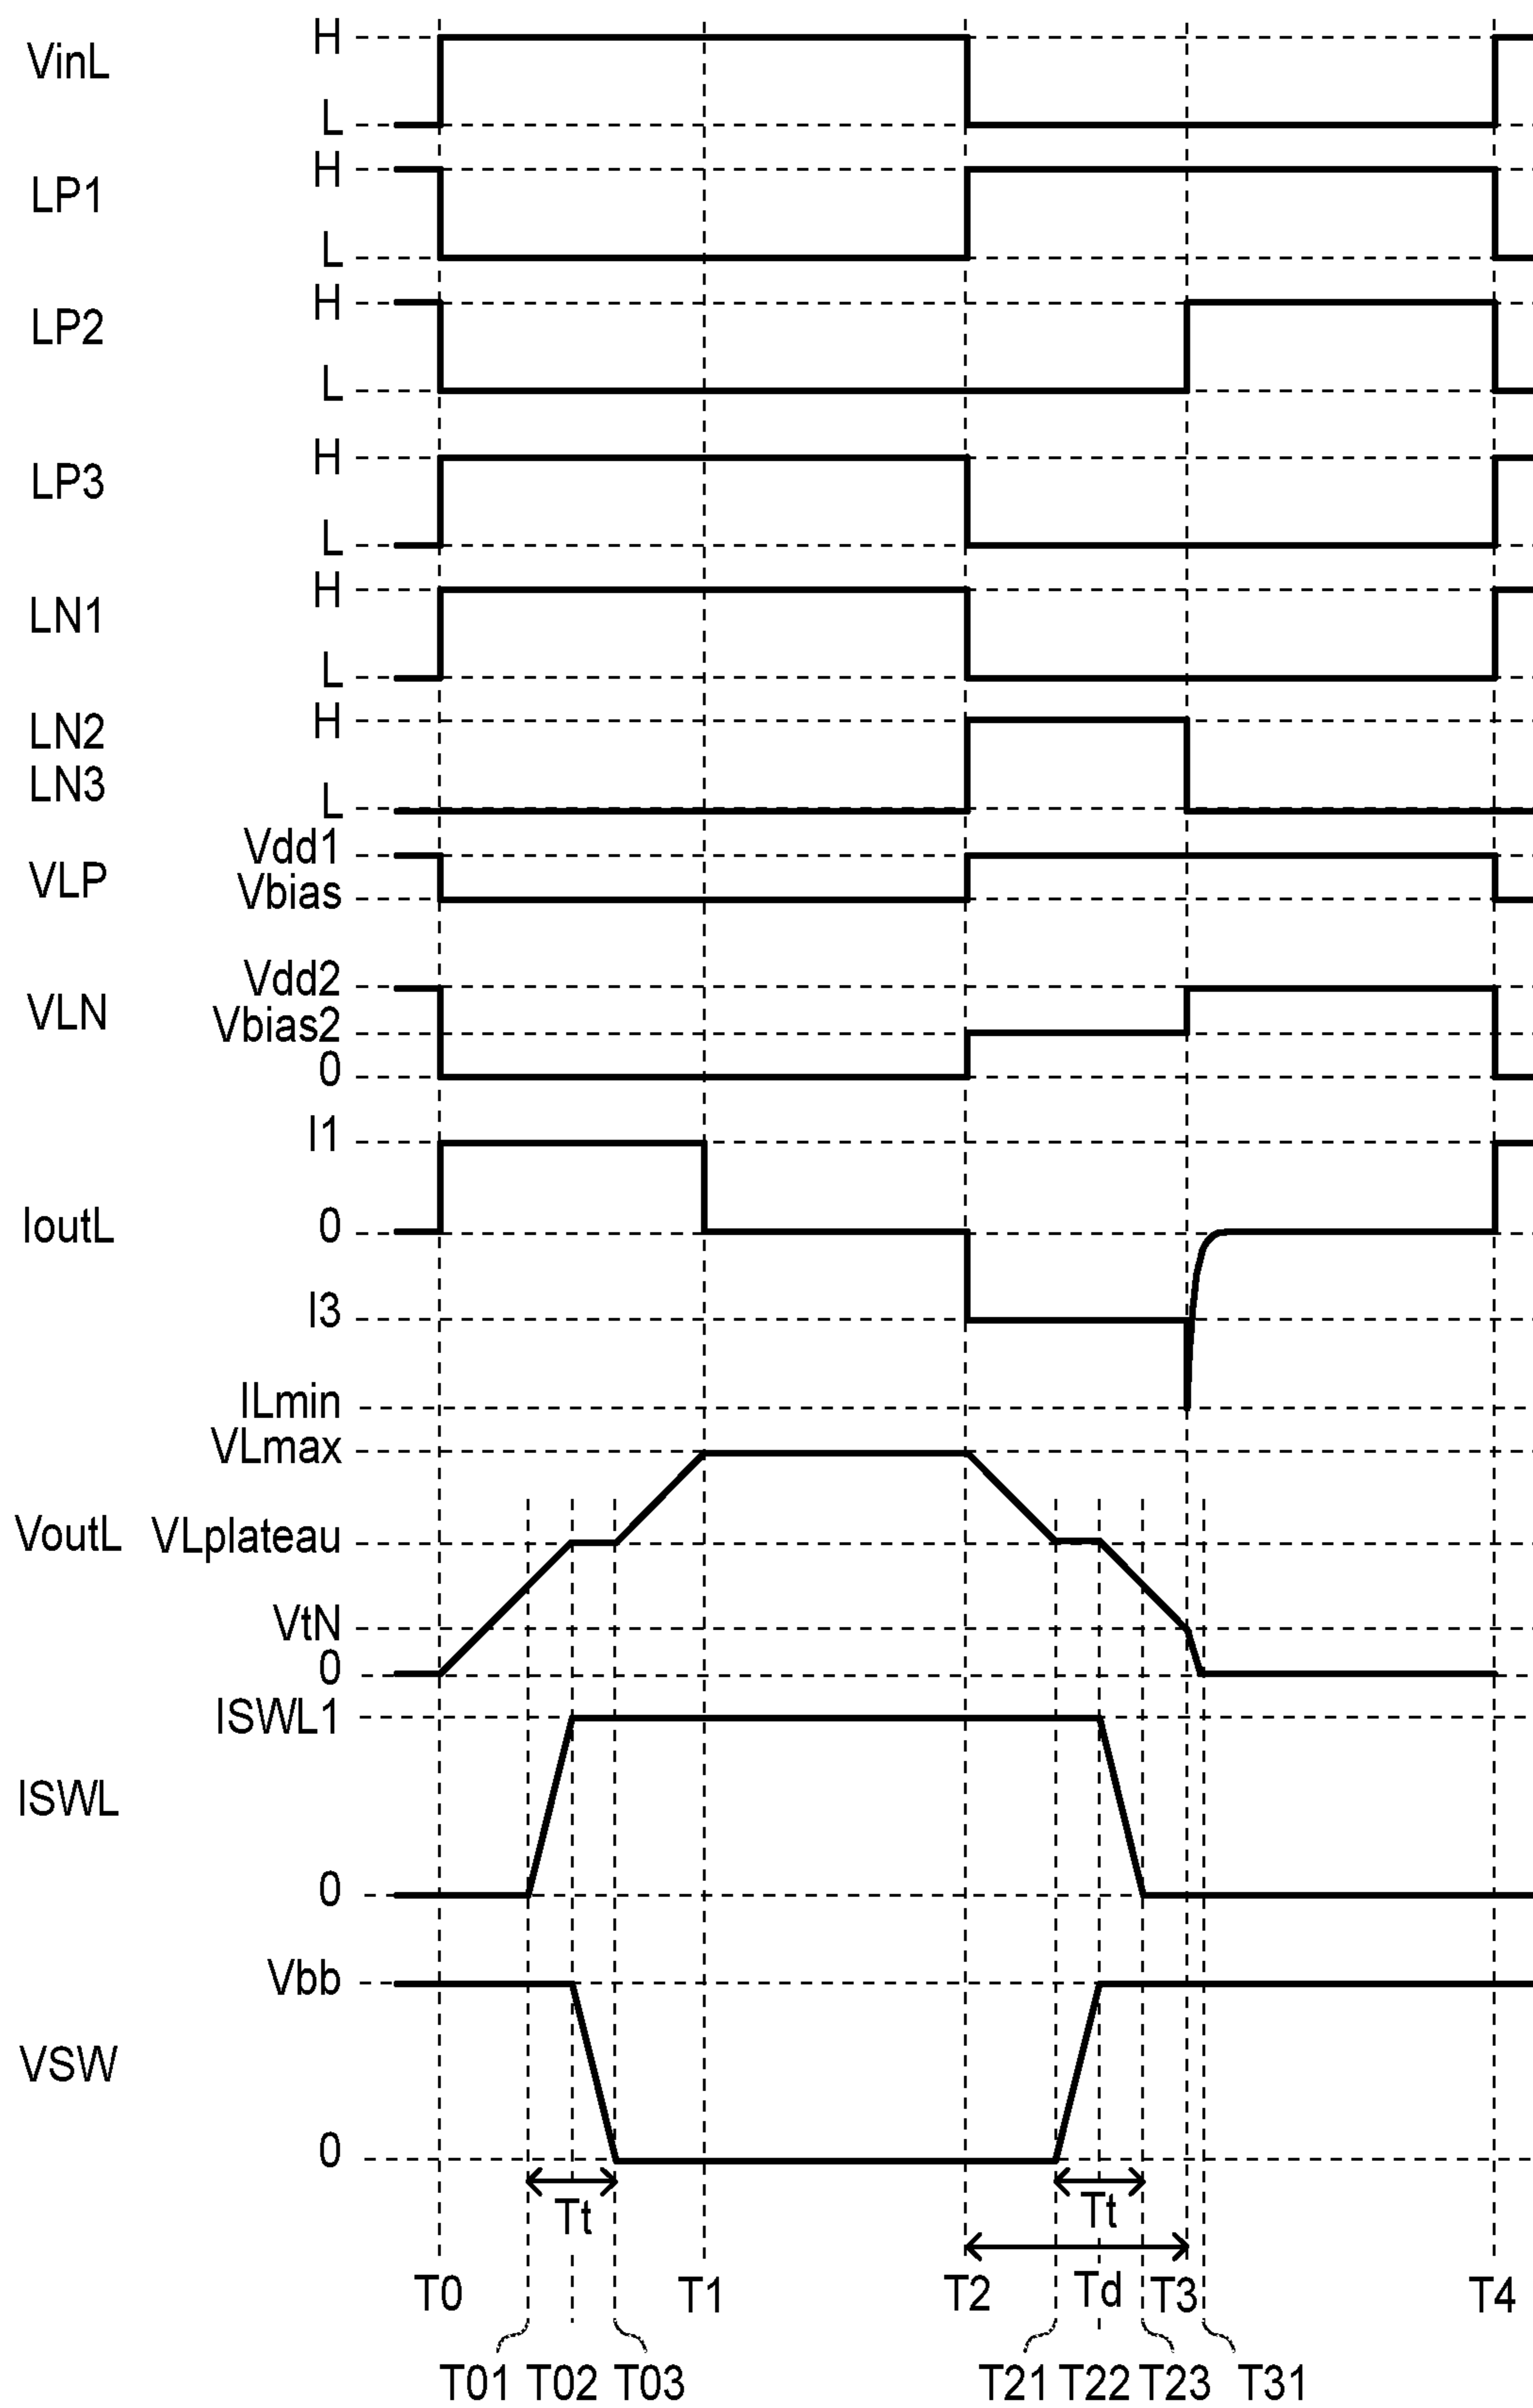 VinL
H
L
LP1
H
L
LP2
H
L
LP3
H
L
LN1
H
L
LN2
LN3
H
L
VLP
Vdd1
Vbias
VLN
Vdd2
Vbias2
0
IoutL
I1
0
I3
ILmin
VoutL
VLmax
VLplateau
VtN
0
ISWL
ISWL1
0
VSW
Vbb
0
Tt
Tt
Td
T0
T1
T2
T3
T4
T01
T02
T03
T21
T22
T23
T31